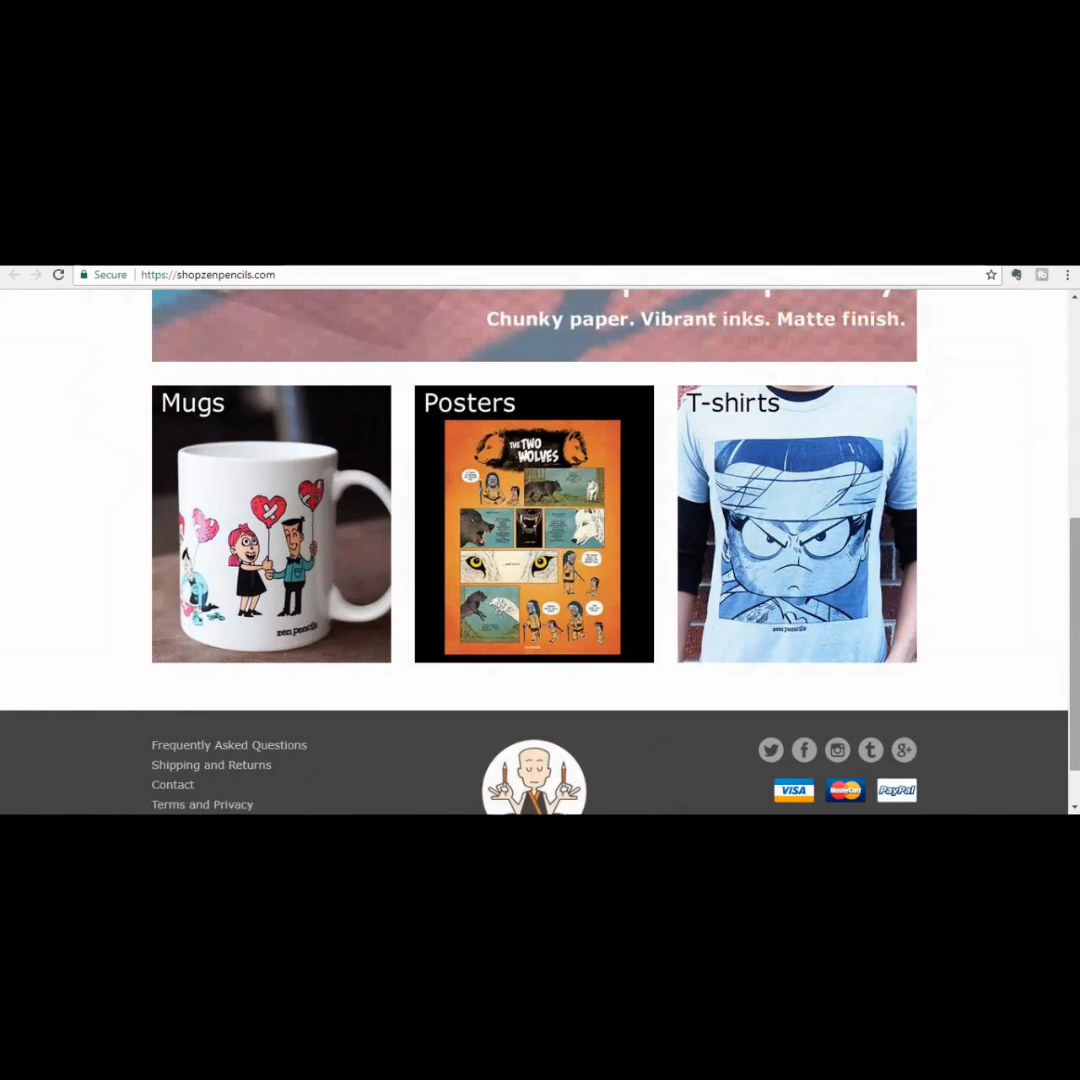 Secure
https://shopzenpencils.com
Chunky paper. Vibrant inks. Matte finish.
Mugs
Posters
T-shirts
THE TWO
WOLVES
zen pencils
zen pencils
Frequently Asked Questions
Shipping and Returns
Contact
Terms and Privacy
VISA
MasterCard
PayPal